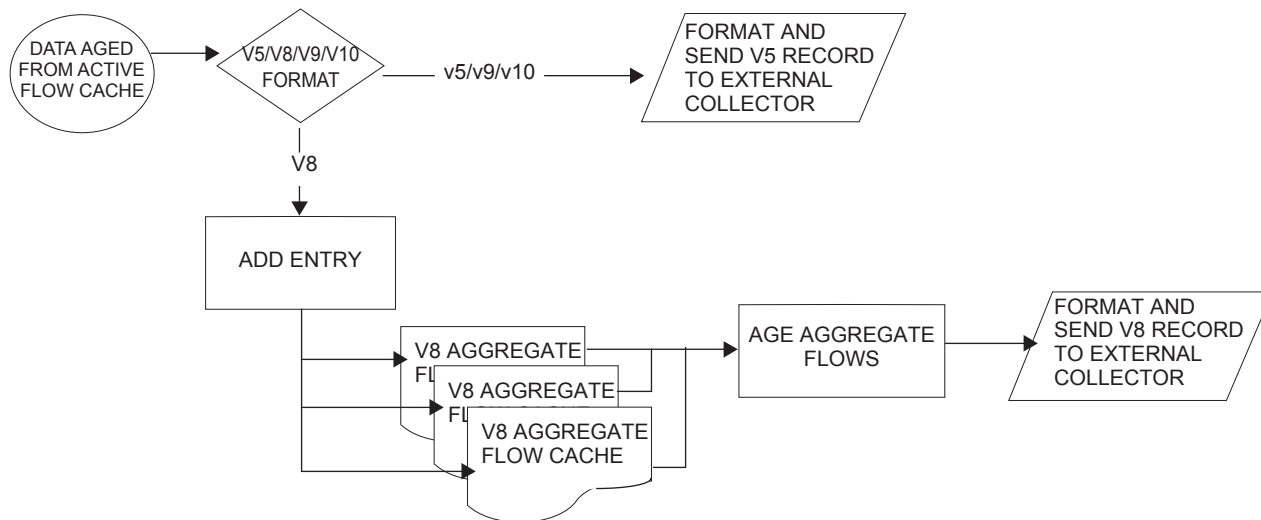 DATA AGED
FROM ACTIVE
FLOW CACHE
V5/V8/V9/V10
FORMAT
v5/v9/v10
FORMAT AND
SEND V5 RECORD
TO EXTERNAL
COLLECTOR
V8
ADD ENTRY
V8 AGGREGATE
V8 AGGREGATE
V8 AGGREGATE
FLOW CACHE
AGE AGGREGATE
FLOWS
FORMAT AND
SEND V8 RECORD
TO EXTERNAL
COLLECTOR